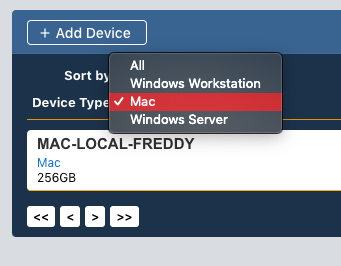 + Add Device
All
Sort by
Windows Workstation
Device Type
✓ Mac
Windows Server
MAC-LOCAL-FREDDY
Mac
256GB
<< < > >>